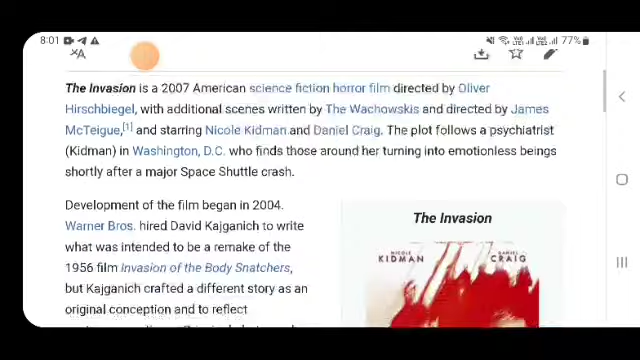 8:01 77%
The Invasion is a 2007 American science fiction horror film directed by Oliver
Hirschbiegel, with additional scenes written by The Wachowskis and directed by James
McTeigue,[1] and starring Nicole Kidman and Daniel Craig. The plot follows a psychiatrist
(Kidman) in Washington, D.C. who finds those around her turning into emotionless beings
shortly after a major Space Shuttle crash.
Development of the film began in 2004.
Warner Bros. hired David Kajganich to write
what was intended to be a remake of the
1956 film Invasion of the Body Snatchers,
but Kajganich crafted a different story as an
original conception and to reflect
The Invasion
NICOLE
KIDMAN
DANIEL
CRAIG